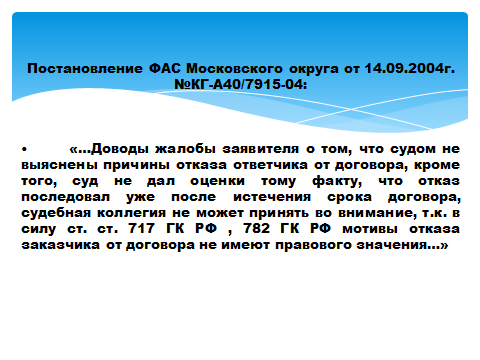 Постановление ФАС Московского округа от 14.09.2004г.
№КГ-А40/7915-04:
• «…Доводы жалобы заявителя о том, что судом не
выяснены причины отказа ответчика от договора, кроме
того, суд не дал оценки тому факту, что отказ
последовал уже после истечения срока договора,
судебная коллегия не может принять во внимание, т.к. в
силу ст. ст. 717 ГК РФ , 782 ГК РФ мотивы отказа
заказчика от договора не имеют правового значения…»